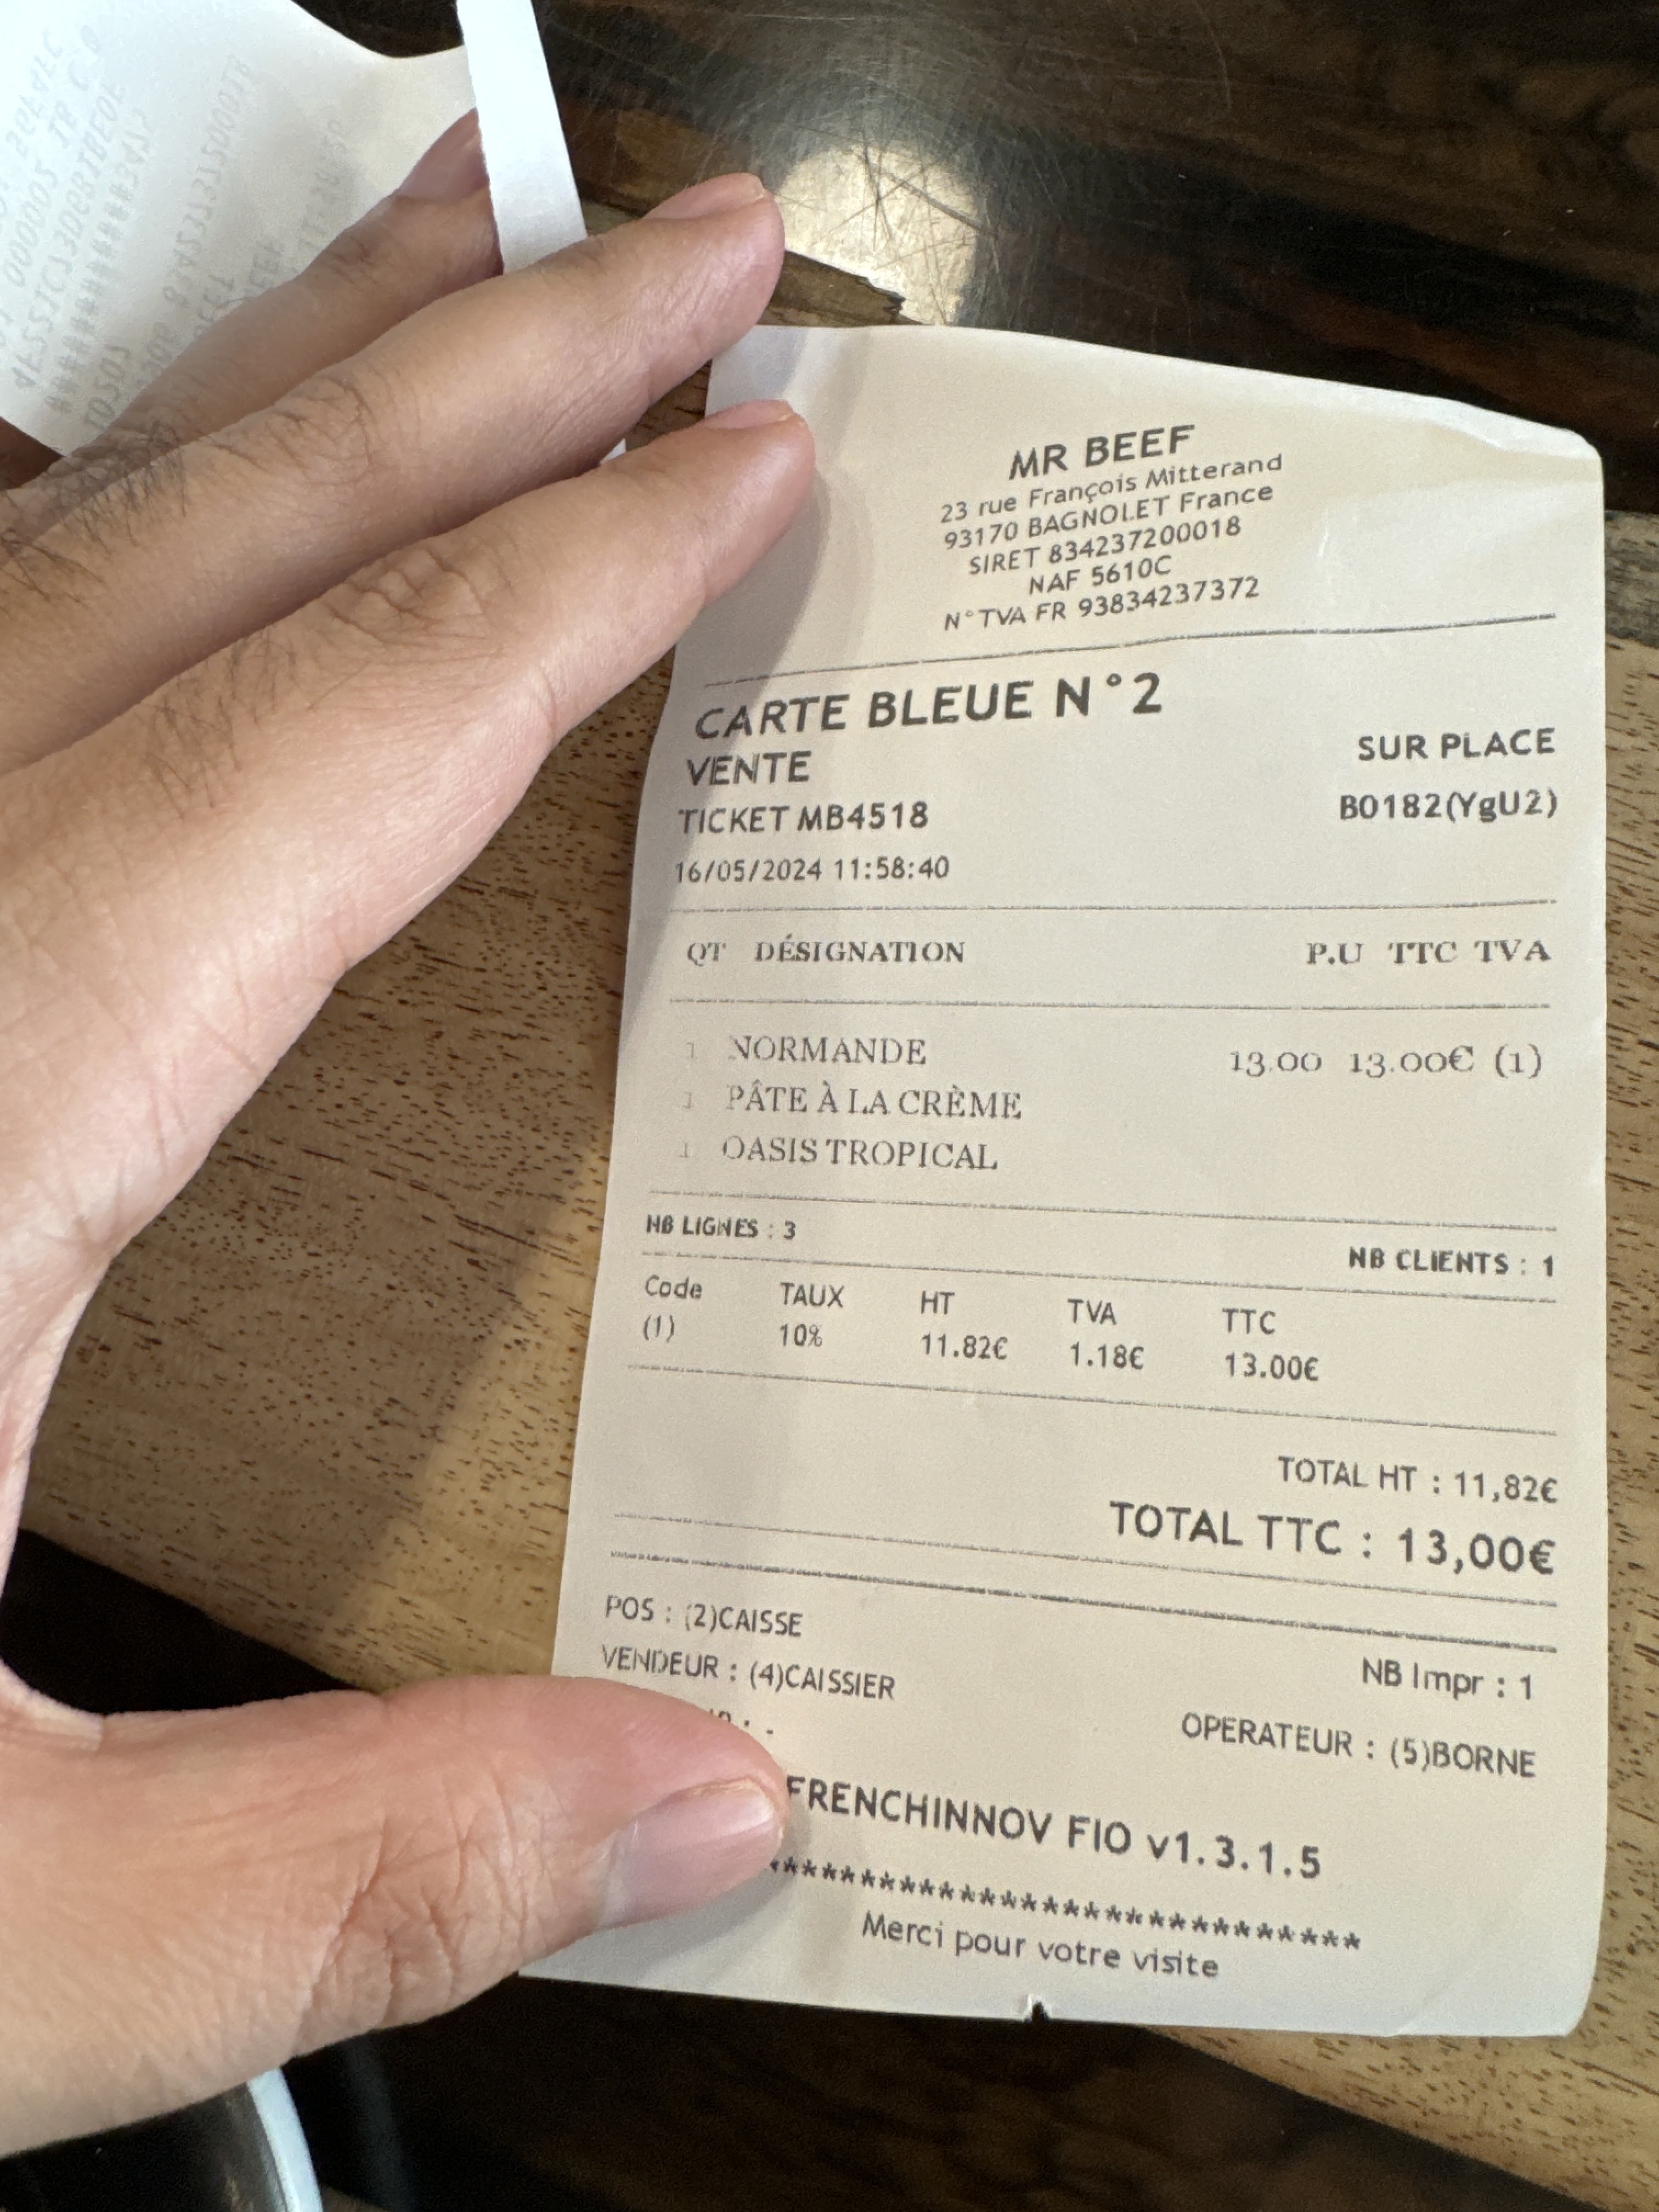 MR BEEF
23 rue François Mitterand
93170 BAGNOLET France
SIRET 834237200018
NAF 5610C
N°TVA FR 93834237372
CARTE BLEUE N°2
VENTE SUR PLACE
TICKET MB4518 B0182(YgU2)
16/05/2024 11:58:40
QT DÉSIGNATION P.U TTC TVA
1 NORMANDE 13.00 13.00€ (1)
1 PÂTE À LA CRÈME
1 OASIS TROPICAL
NB LIGNES : 3 NB CLIENTS : 1
Code TAUX HT TVA TTC
(1) 10% 11.82€ 1.18€ 13.00€
TOTAL HT : 11,82€
TOTAL TTC : 13,00€
POS : (2)CAISSE NB Impr : 1
VENDEUR : (4)CAISSIER OPERATEUR : (5)BORNE
: -
FRENCHINNOV FIO v1.3.1.5
******************************
Merci pour votre visite